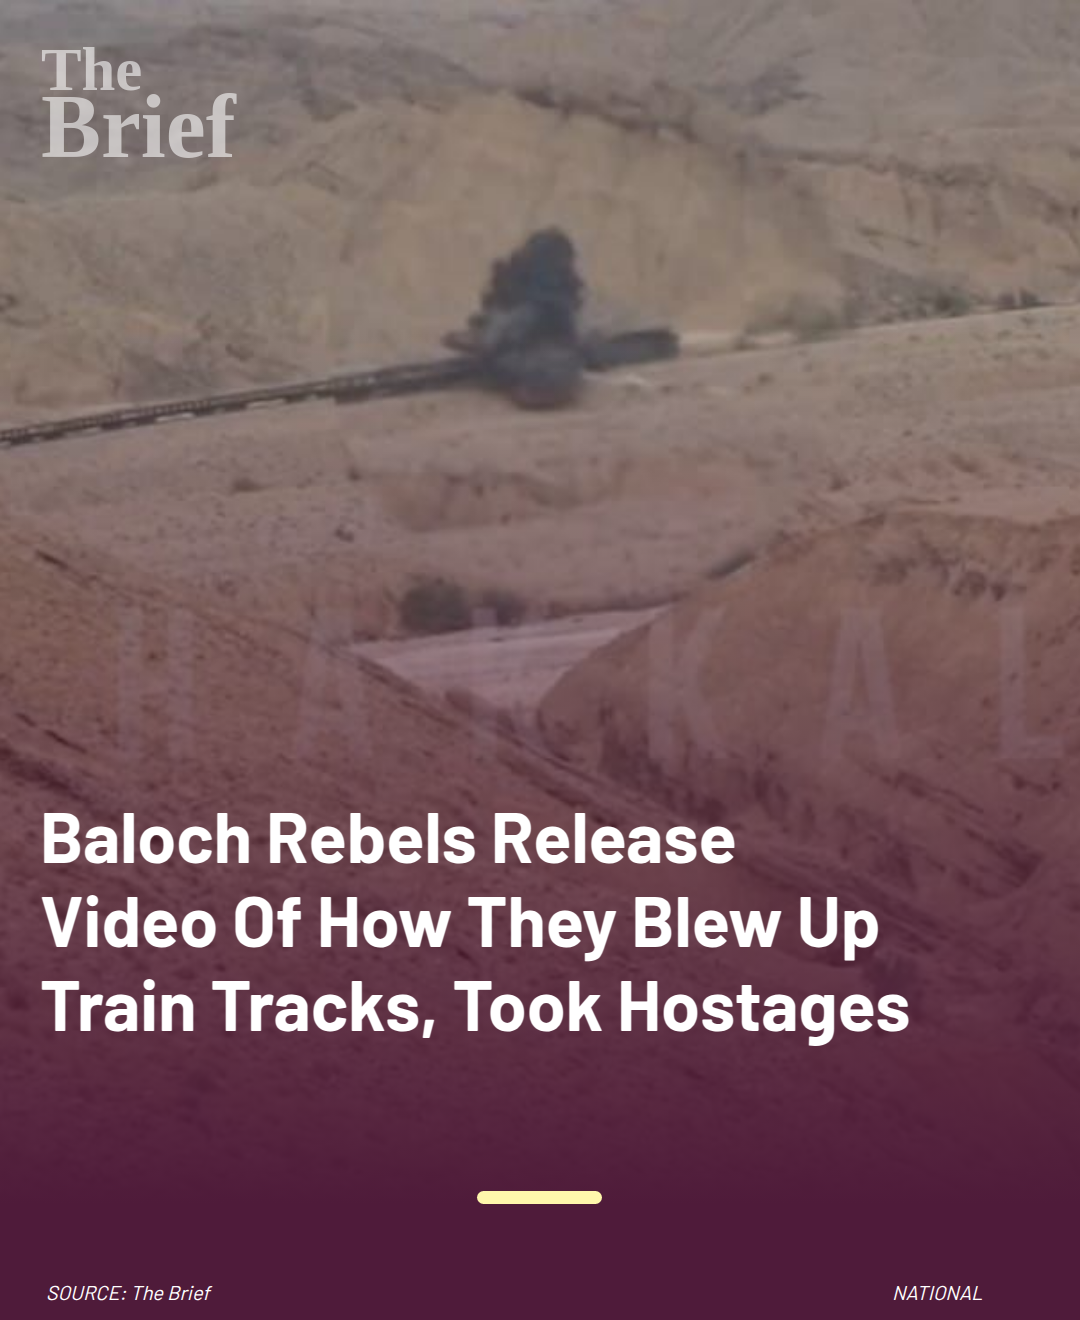 The
Brief
HAKKAL
Baloch Rebels Release
Video Of How They Blew Up
Train Tracks, Took Hostages
SOURCE: The Brief
NATIONAL